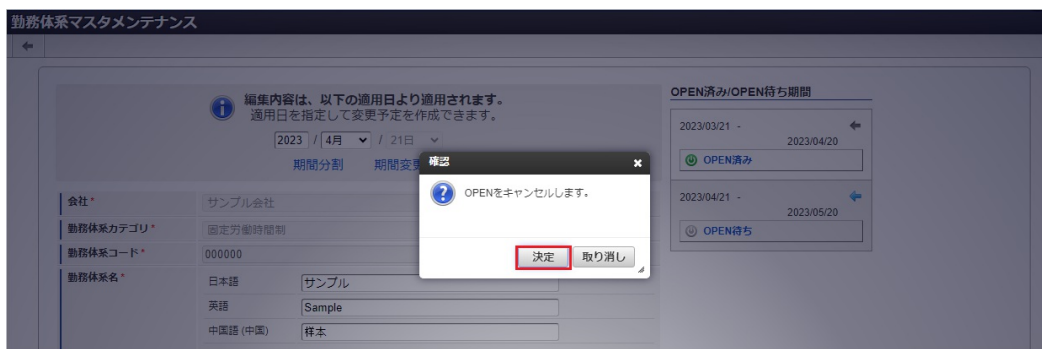 勤務体系マスタメンテナンス
編集内容は、以下の適用日より適用されます。
適用日を指定して変更予定を作成できます。
2023 / 4月 / 21日
期間分割 期間変更
会社*
サンプル会社
勤務体系カテゴリ*
固定労働時間制
勤務体系コード*
000000
勤務体系名*
日本語
サンプル
英語
Sample
中国語 (中国)
样本
確認
OPENをキャンセルします。
決定 取り消し
OPEN済み/OPEN待ち期間
2023/03/21 -
2023/04/20
OPEN済み
2023/04/21 -
2023/05/20
OPEN待ち